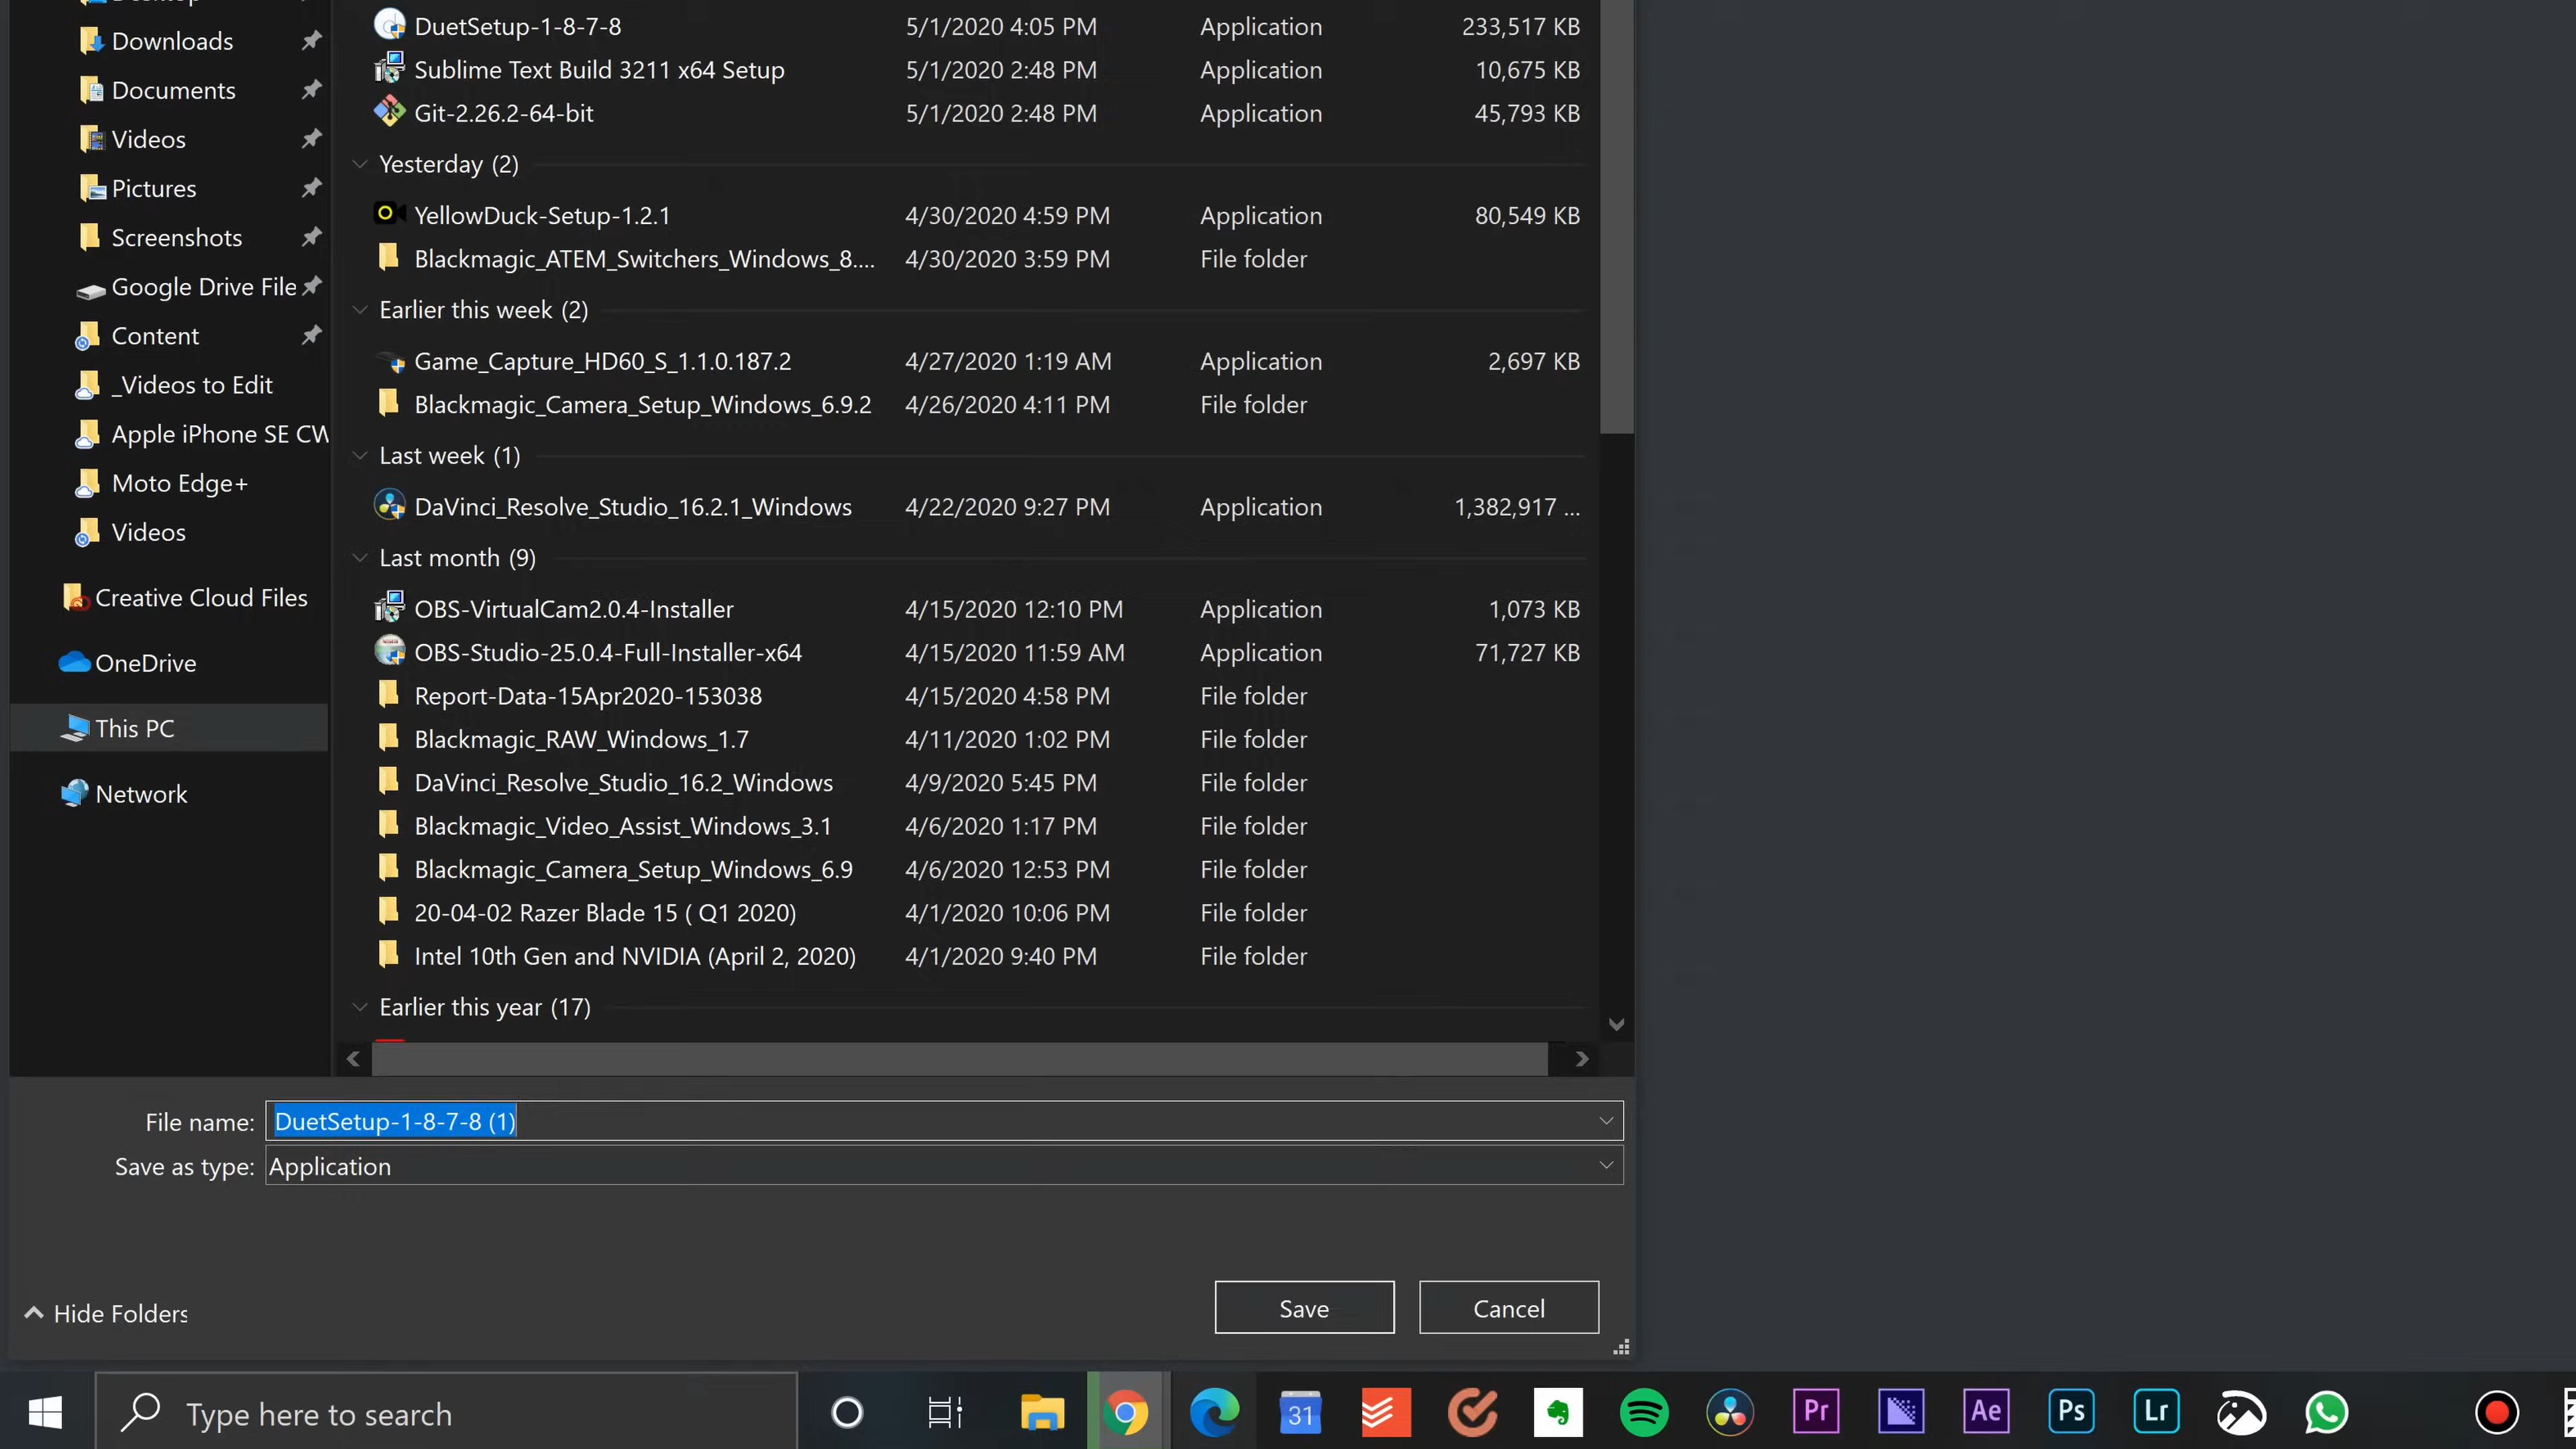 Desktop
Downloads
Documents
Videos
Pictures
Screenshots
Google Drive File
Content
_Videos to Edit
Apple iPhone SE CW
Moto Edge+
Videos
Creative Cloud Files
OneDrive
This PC
Network
DuetSetup-1-8-7-8 5/1/2020 4:05 PM Application 233,517 KB
Sublime Text Build 3211 x64 Setup 5/1/2020 2:48 PM Application 10,675 KB
Git-2.26.2-64-bit 5/1/2020 2:48 PM Application 45,793 KB
Yesterday (2)
YellowDuck-Setup-1.2.1 4/30/2020 4:59 PM Application 80,549 KB
Blackmagic_ATEM_Switchers_Windows_8.... 4/30/2020 3:59 PM File folder
Earlier this week (2)
Game_Capture_HD60_S_1.1.0.187.2 4/27/2020 1:19 AM Application 2,697 KB
Blackmagic_Camera_Setup_Windows_6.9.2 4/26/2020 4:11 PM File folder
Last week (1)
DaVinci_Resolve_Studio_16.2.1_Windows 4/22/2020 9:27 PM Application 1,382,917 ...
Last month (9)
OBS-VirtualCam2.0.4-Installer 4/15/2020 12:10 PM Application 1,073 KB
OBS-Studio-25.0.4-Full-Installer-x64 4/15/2020 11:59 AM Application 71,727 KB
Report-Data-15Apr2020-153038 4/15/2020 4:58 PM File folder
Blackmagic_RAW_Windows_1.7 4/11/2020 1:02 PM File folder
DaVinci_Resolve_Studio_16.2_Windows 4/9/2020 5:45 PM File folder
Blackmagic_Video_Assist_Windows_3.1 4/6/2020 1:17 PM File folder
Blackmagic_Camera_Setup_Windows_6.9 4/6/2020 12:53 PM File folder
20-04-02 Razer Blade 15 ( Q1 2020) 4/1/2020 10:06 PM File folder
Intel 10th Gen and NVIDIA (April 2, 2020) 4/1/2020 9:40 PM File folder
Earlier this year (17)
File name: DuetSetup-1-8-7-8 (1)
Save as type: Application
Hide Folders
Save Cancel
Type here to search
31 Pr Ae Ps Lr